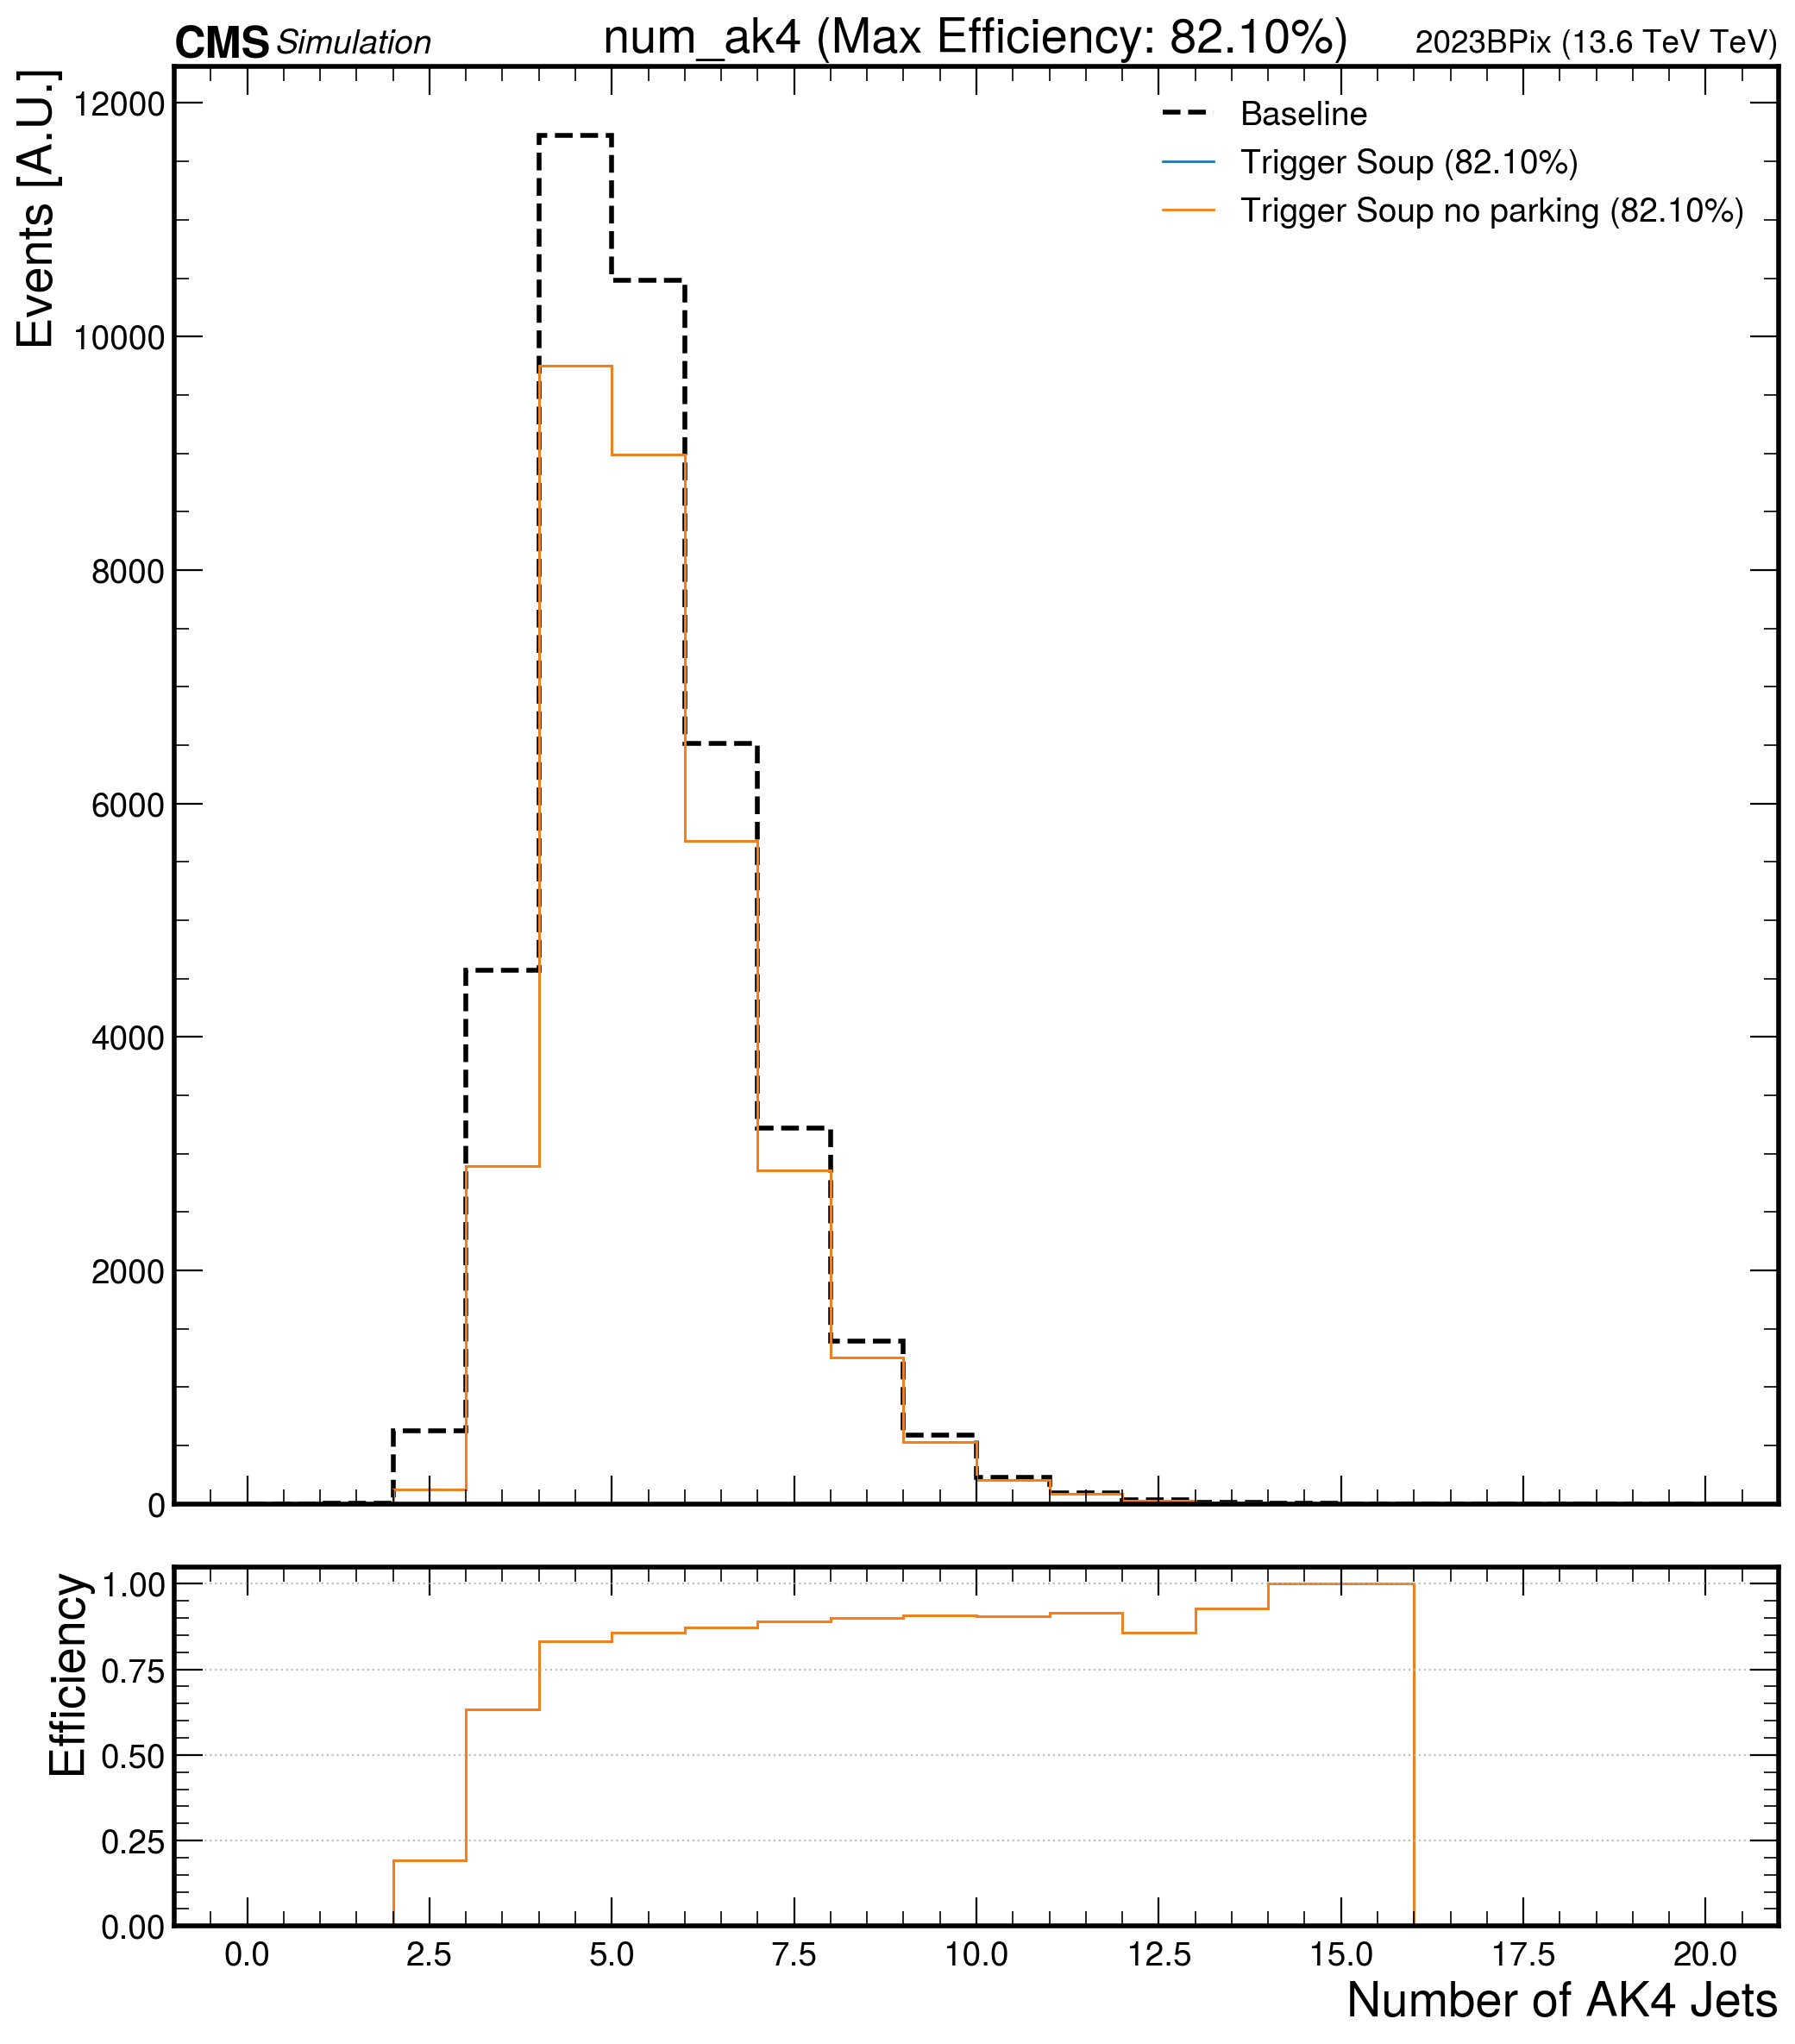 CMS Simulation num_ak4 (Max Efficiency: 82.10%) 2023BPix (13.6 TeV TeV)
Events [A.U.]
12000
10000
8000
6000
4000
2000
0
Baseline
Trigger Soup (82.10%)
Trigger Soup no parking (82.10%)
Efficiency
1.00
0.75
0.50
0.25
0.00
0.0 2.5 5.0 7.5 10.0 12.5 15.0 17.5 20.0
Number of AK4 Jets